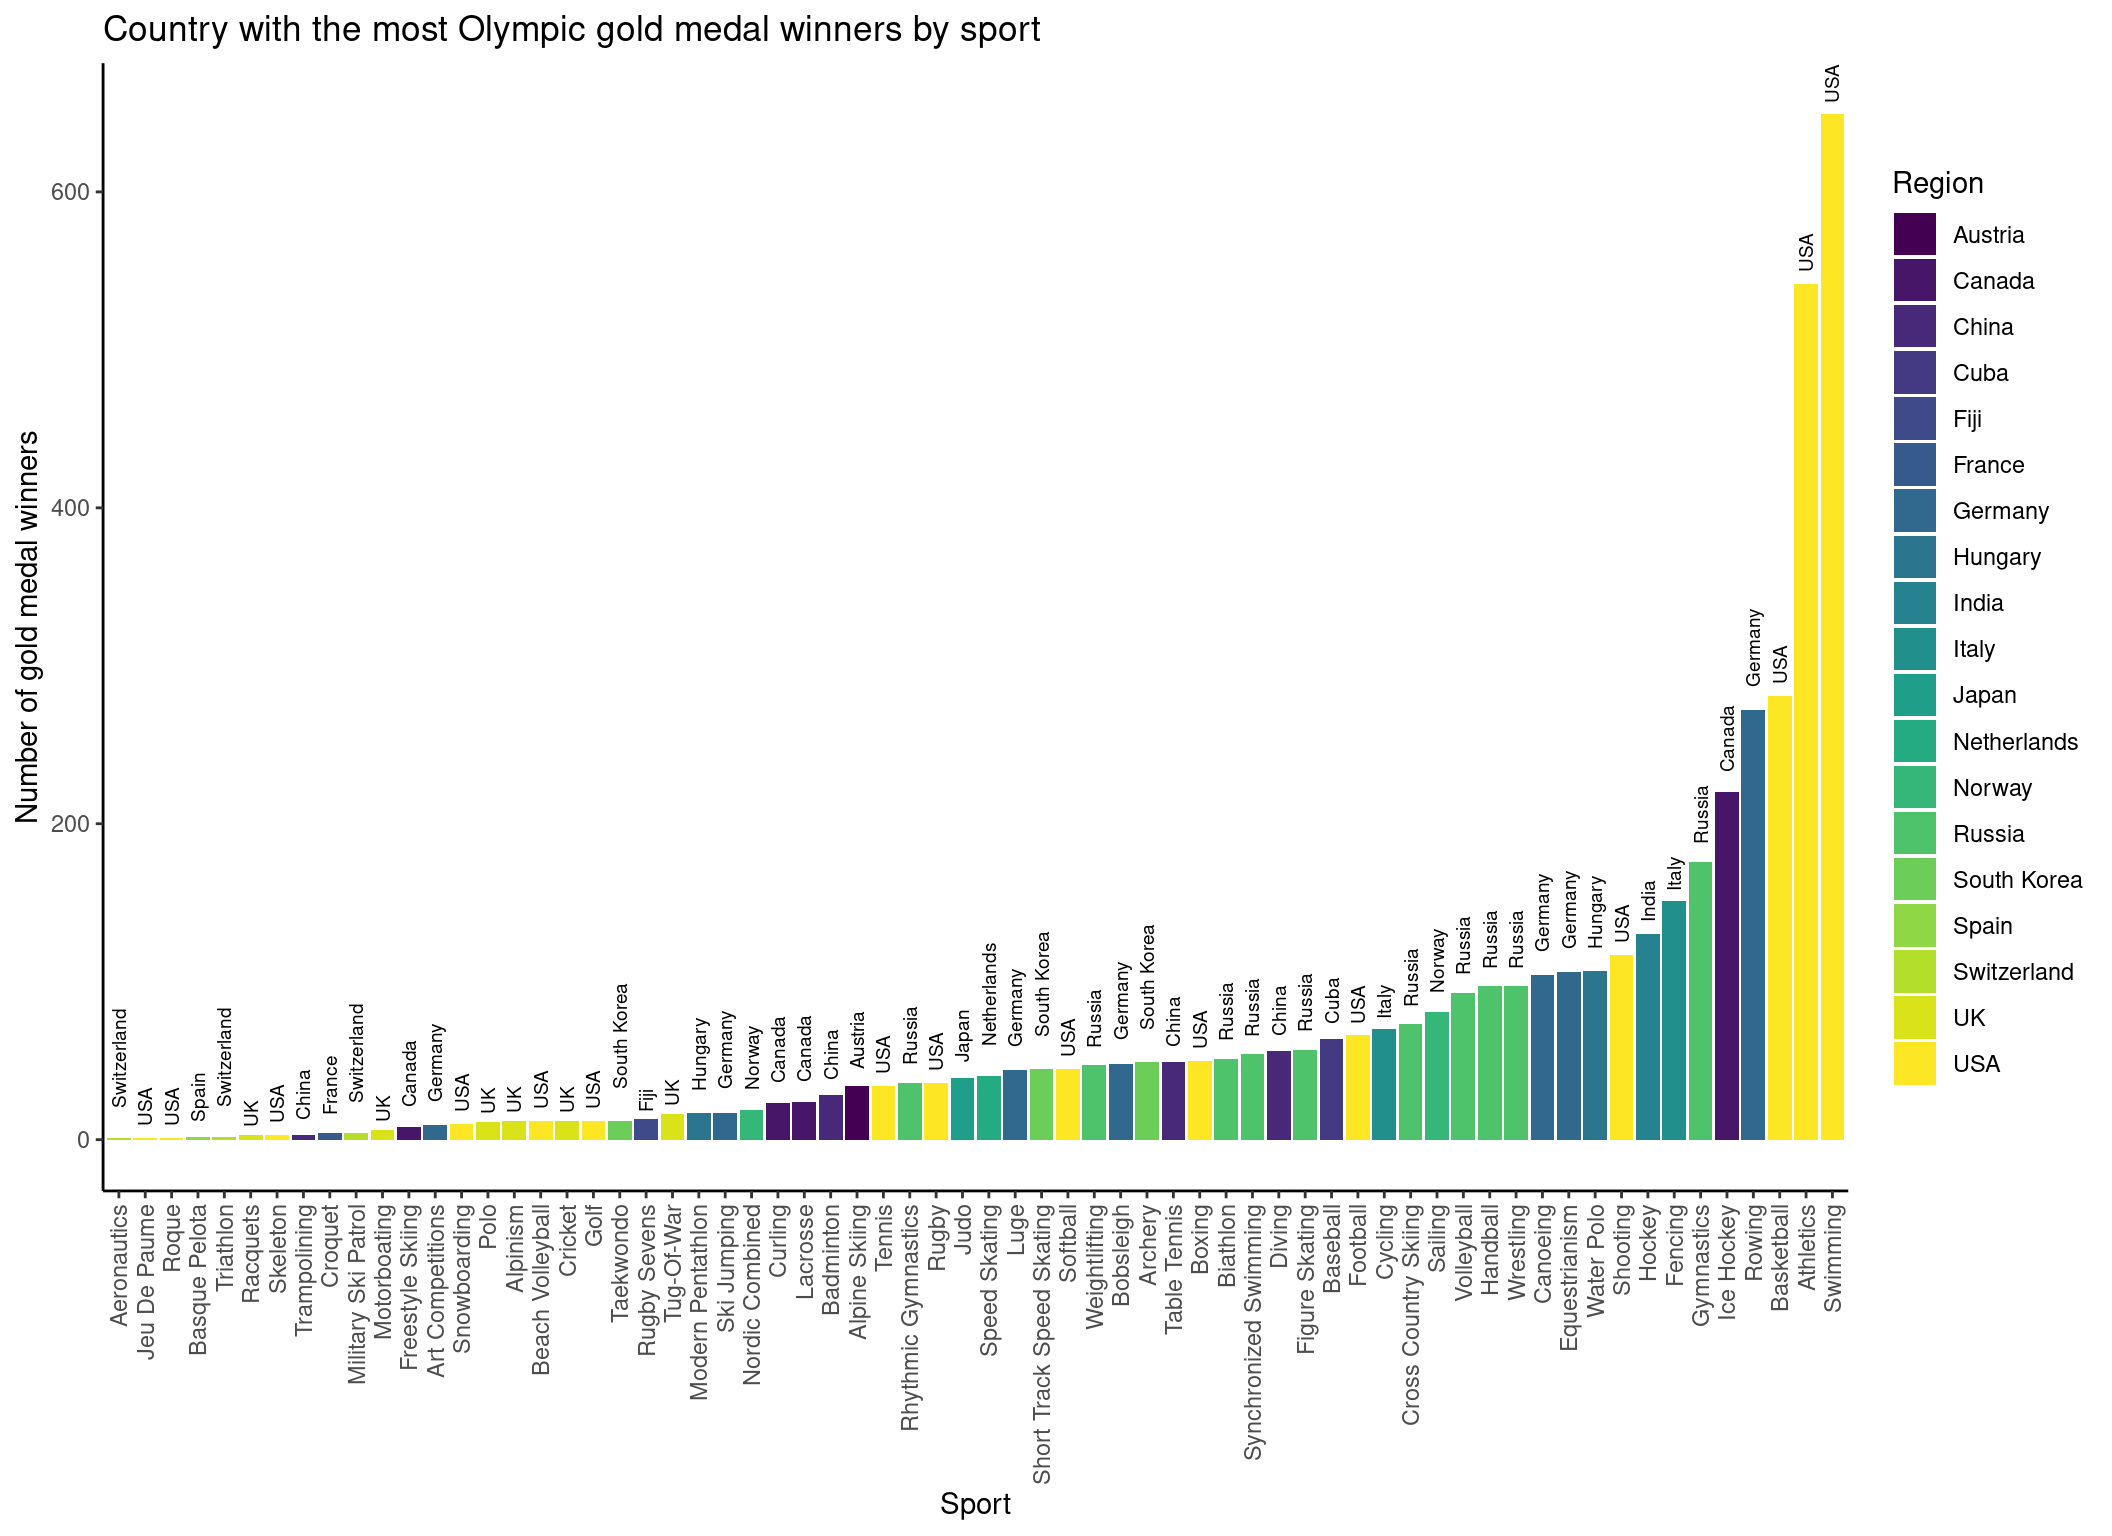 Country with the most Olympic gold medal winners by sport
Number of gold medal winners
600
400
200
0
Switzerland
USA
USA
Spain
Switzerland
UK
USA
China
France
Switzerland
UK
Canada
Germany
USA
UK
UK
USA
UK
USA
South Korea
Fiji
UK
Hungary
Germany
Norway
Canada
Canada
China
Austria
USA
Russia
USA
Japan
Netherlands
Germany
South Korea
USA
Russia
Germany
South Korea
China
USA
Russia
Russia
China
Russia
Cuba
USA
Italy
Russia
Norway
Russia
Russia
Russia
Germany
Germany
Hungary
USA
India
Italy
Russia
Canada
Germany
USA
USA
USA
Aeronautics
Jeu De Paume
Roque
Basque Pelota
Triathlon
Racquets
Skeleton
Trampolining
Croquet
Military Ski Patrol
Motorboating
Freestyle Skiing
Art Competitions
Snowboarding
Polo
Alpinism
Beach Volleyball
Cricket
Golf
Taekwondo
Rugby Sevens
Tug-Of-War
Modern Pentathlon
Ski Jumping
Nordic Combined
Curling
Lacrosse
Badminton
Alpine Skiing
Tennis
Rhythmic Gymnastics
Rugby
Judo
Speed Skating
Luge
Short Track Speed Skating
Softball
Weightlifting
Bobsleigh
Archery
Table Tennis
Boxing
Biathlon
Synchronized Swimming
Diving
Figure Skating
Baseball
Football
Cycling
Cross Country Skiing
Sailing
Volleyball
Handball
Wrestling
Canoeing
Equestrianism
Water Polo
Shooting
Hockey
Fencing
Gymnastics
Ice Hockey
Rowing
Basketball
Athletics
Swimming
Sport
Region
Austria
Canada
China
Cuba
Fiji
France
Germany
Hungary
India
Italy
Japan
Netherlands
Norway
Russia
South Korea
Spain
Switzerland
UK
USA